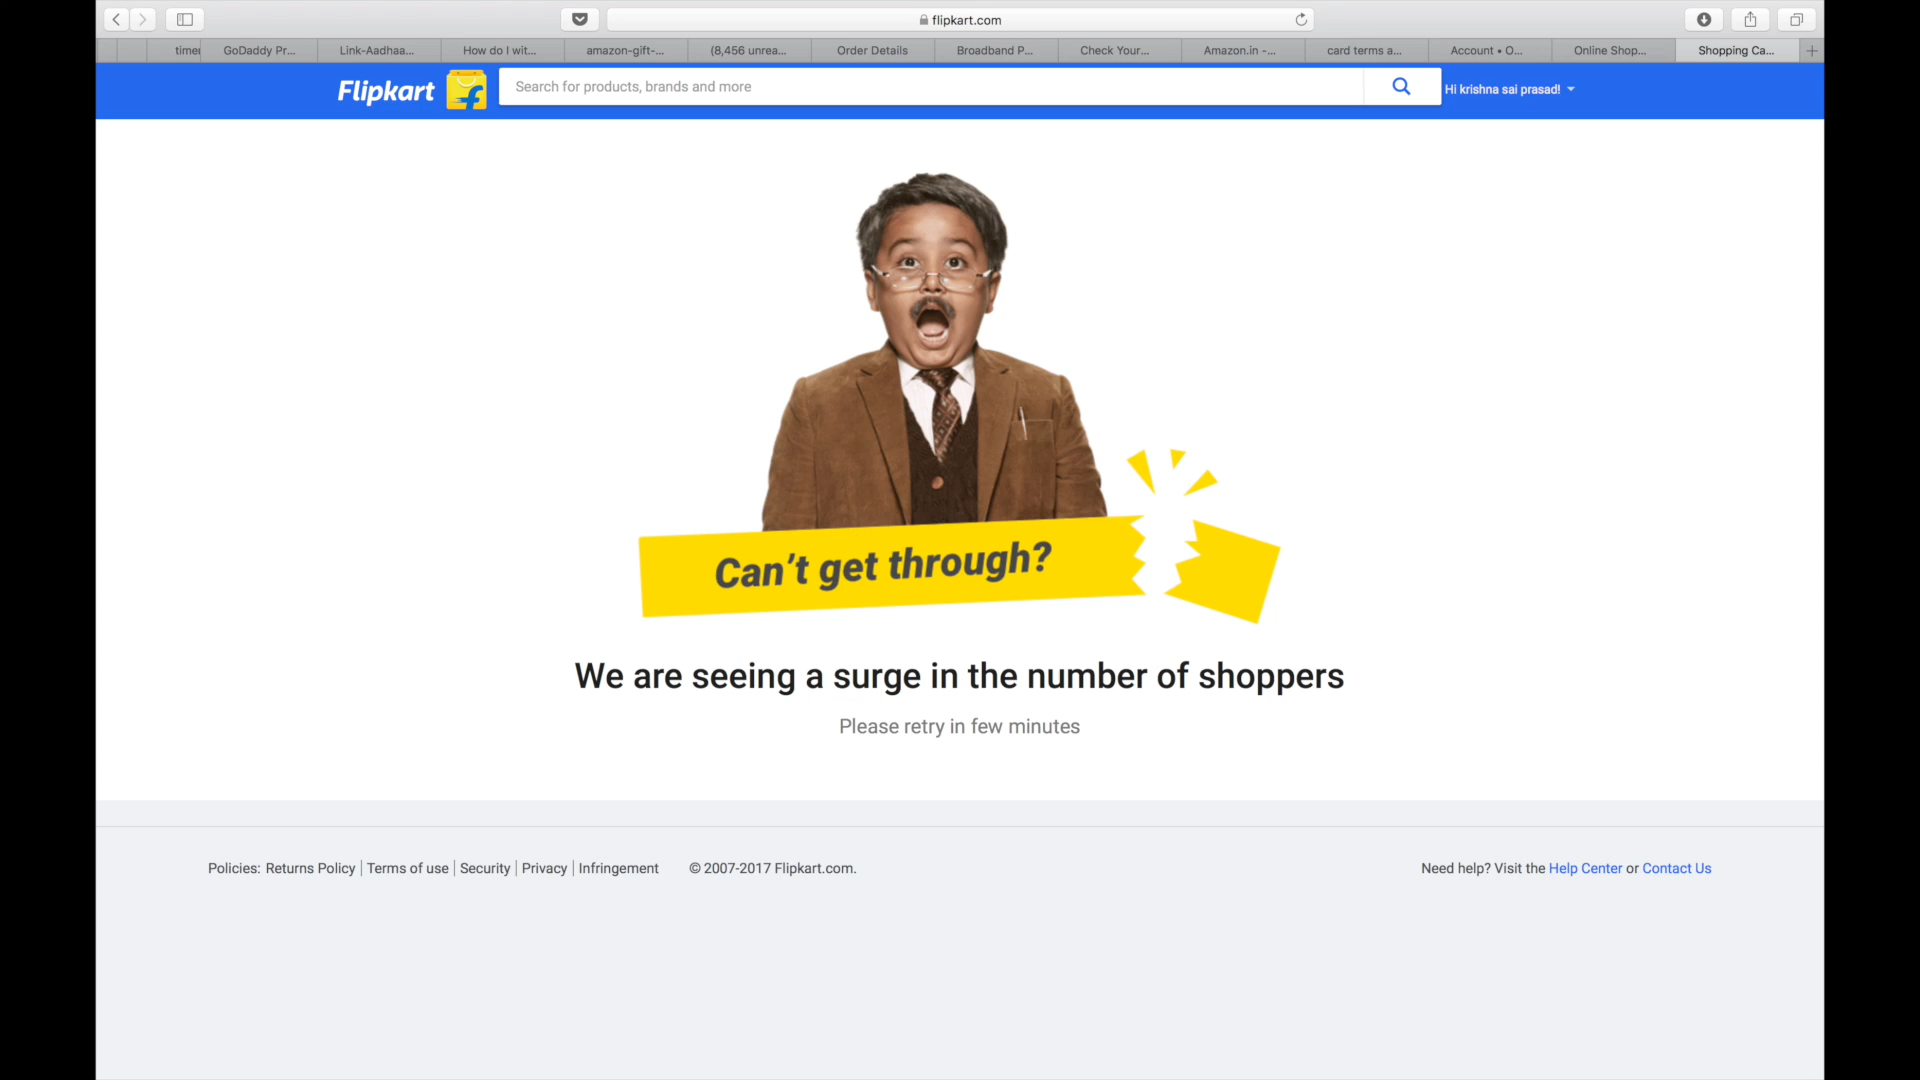 flipkart.com
timer GoDaddy Pr... Link-Aadhaa... How do I wit... amazon-gift-... (8,456 unrea... Order Details Broadband P... Check Your... Amazon.in -... card terms a... Account • O... Online Shop... Shopping Ca...
Flipkart Search for products, brands and more Hi krishna sai prasad!
Can't get through?
We are seeing a surge in the number of shoppers
Please retry in few minutes
Policies: Returns Policy Terms of use Security Privacy Infringement © 2007-2017 Flipkart.com. Need help? Visit the Help Center or Contact Us